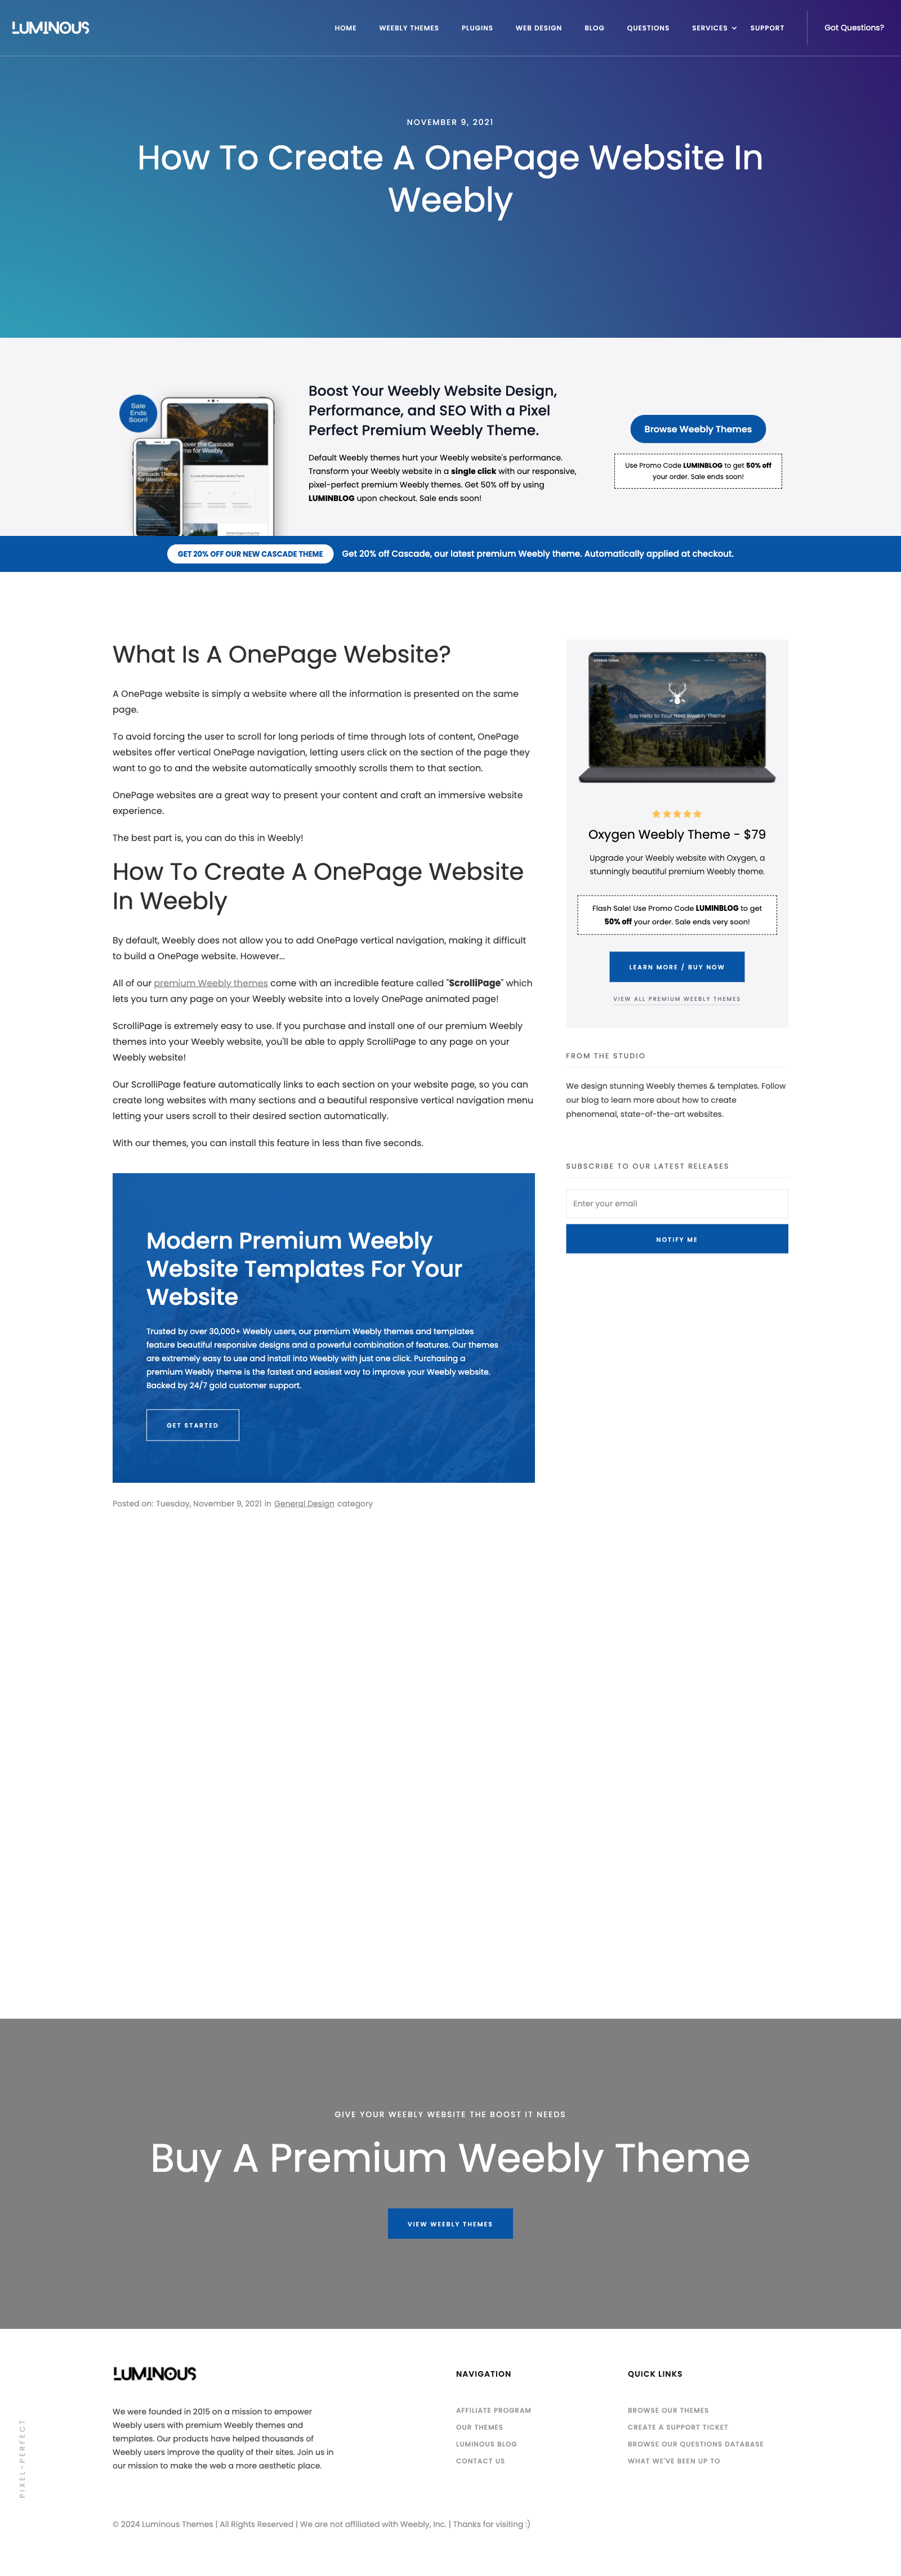 LUMINOUS
HOME WEEBLY THEMES PLUGINS WEB DESIGN BLOG QUESTIONS SERVICES SUPPORT Got Questions?
NOVEMBER 9, 2021
How To Create A OnePage Website In
Weebly
Sale
Ends
Soon!
Boost Your Weebly Website Design,
Performance, and SEO With a Pixel
Perfect Premium Weebly Theme.
Default Weebly themes hurt your Weebly website's performance.
Transform your Weebly website in a single click with our responsive,
pixel-perfect premium Weebly themes. Get 50% off by using
LUMINBLOG upon checkout. Sale ends soon!
Browse Weebly Themes
Use Promo Code LUMINBLOG to get 50% off
your order. Sale ends soon!
GET 20% OFF OUR NEW CASCADE THEME Get 20% off Cascade, our latest premium Weebly theme. Automatically applied at checkout.
What Is A OnePage Website?
A OnePage website is simply a website where all the information is presented on the same
page.
To avoid forcing the user to scroll for long periods of time through lots of content, OnePage
websites offer vertical OnePage navigation, letting users click on the section of the page they
want to go to and the website automatically smoothly scrolls them to that section.
OnePage websites are a great way to present your content and craft an immersive website
experience.
The best part is, you can do this in Weebly!
How To Create A OnePage Website
In Weebly
By default, Weebly does not allow you to add OnePage vertical navigation, making it difficult
to build a OnePage website. However...
All of our premium Weebly themes come with an incredible feature called "ScrolliPage" which
lets you turn any page on your Weebly website into a lovely OnePage animated page!
ScrolliPage is extremely easy to use. If you purchase and install one of our premium Weebly
themes into your Weebly website, you'll be able to apply ScrolliPage to any page on your
Weebly website!
Our ScrolliPage feature automatically links to each section on your website page, so you can
create long websites with many sections and a beautiful responsive vertical navigation menu
letting your users scroll to their desired section automatically.
With our themes, you can install this feature in less than five seconds.
Modern Premium Weebly
Website Templates For Your
Website
Trusted by over 30,000+ Weebly users, our premium Weebly themes and templates
feature beautiful responsive designs and a powerful combination of features. Our themes
are extremely easy to use and install into Weebly with just one click. Purchasing a
premium Weebly theme is the fastest and easiest way to improve your Weebly website.
Backed by 24/7 gold customer support.
GET STARTED
Posted on: Tuesday, November 9, 2021 in General Design category
Say Hello to Your Next Weebly Theme
Oxygen Weebly Theme - $79
Upgrade your Weebly website with Oxygen, a
stunningly beautiful premium Weebly theme.
Flash Sale! Use Promo Code LUMINBLOG to get
50% off your order. Sale ends very soon!
LEARN MORE / BUY NOW
VIEW ALL PREMIUM WEEBLY THEMES
FROM THE STUDIO
We design stunning Weebly themes & templates. Follow
our blog to learn more about how to create
phenomenal, state-of-the-art websites.
SUBSCRIBE TO OUR LATEST RELEASES
Enter your email
NOTIFY ME
GIVE YOUR WEEBLY WEBSITE THE BOOST IT NEEDS
Buy A Premium Weebly Theme
VIEW WEEBLY THEMES
LUMINOUS
We were founded in 2015 on a mission to empower
Weebly users with premium Weebly themes and
templates. Our products have helped thousands of
Weebly users improve the quality of their sites. Join us in
our mission to make the web a more aesthetic place.
NAVIGATION
AFFILIATE PROGRAM
OUR THEMES
LUMINOUS BLOG
CONTACT US
QUICK LINKS
BROWSE OUR THEMES
CREATE A SUPPORT TICKET
BROWSE OUR QUESTIONS DATABASE
WHAT WE'VE BEEN UP TO
PIXEL-PERFECT
© 2024 Luminous Themes | All Rights Reserved | We are not affiliated with Weebly, Inc. | Thanks for visiting :)